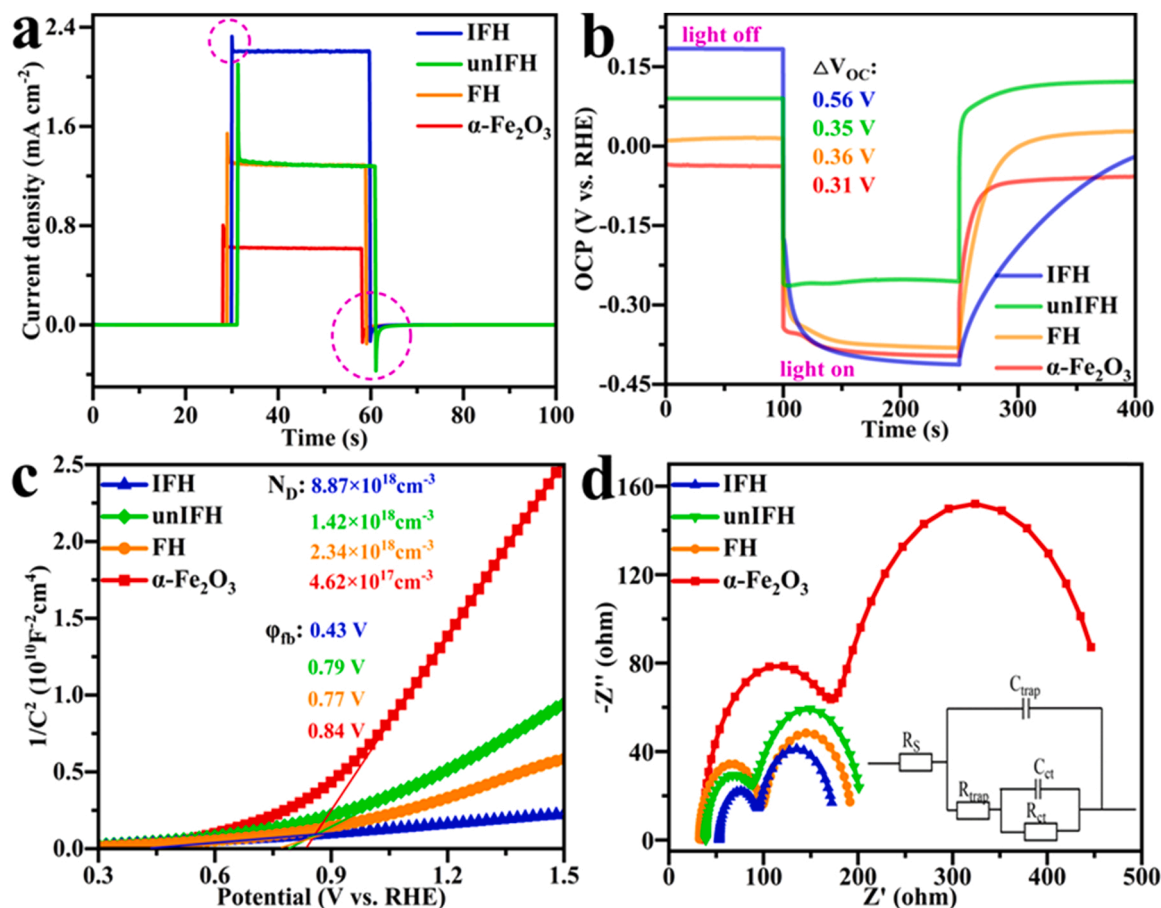 a
2.4
1.6
0.8
0.0
Current density (mA cm⁻²)
IFH
unIFH
FH
α-Fe₂O₃
0
20
40
60
80
100
Time (s)
b
light off
0.15
0.00
-0.15
-0.30
-0.45
OCP (V vs. RHE)
△V_OC:
0.56 V
0.35 V
0.36 V
0.31 V
IFH
unIFH
FH
α-Fe₂O₃
light on
0
100
200
300
400
Time (s)
c
2.5
2.0
1.5
1.0
0.5
0.0
1/C² (10¹⁰F⁻²cm⁴)
IFH
unIFH
FH
α-Fe₂O₃
N_D: 8.87×10¹⁸cm⁻³
1.42×10¹⁸cm⁻³
2.34×10¹⁸cm⁻³
4.62×10¹⁷cm⁻³
φ_fb: 0.43 V
0.79 V
0.77 V
0.84 V
0.3
0.6
0.9
1.2
1.5
Potential (V vs. RHE)
d
160
120
80
40
0
-Z'' (ohm)
IFH
unIFH
FH
α-Fe₂O₃
C_trap
R_S
C_ct
R_trap
R_ct
0
100
200
300
400
500
Z' (ohm)